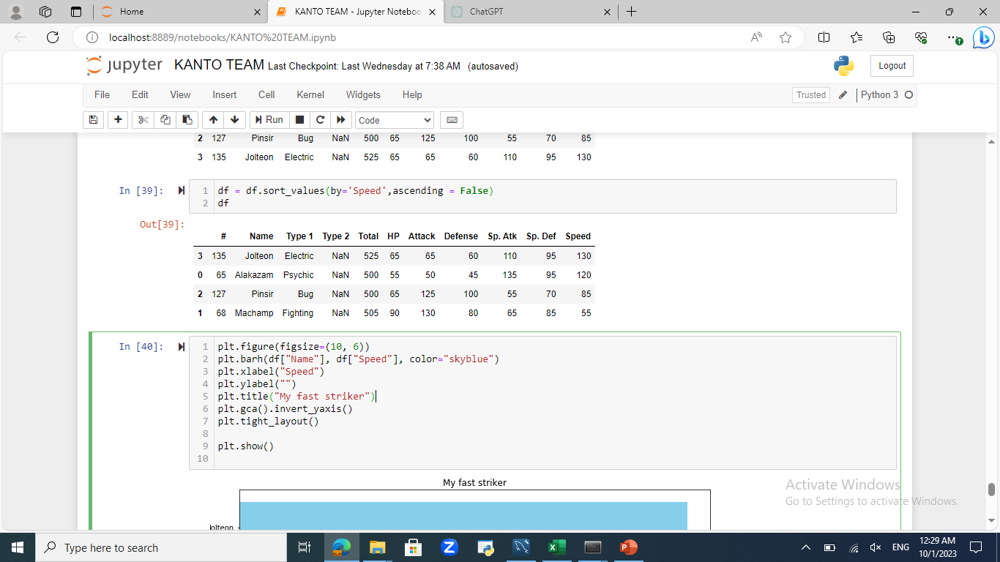 Home
KANTO TEAM - Jupyter Noteboo
ChatGPT
localhost:8889/notebooks/KANTO%20TEAM.ipynb
jupyter KANTO TEAM Last Checkpoint: Last Wednesday at 7:38 AM (autosaved)
Logout
File Edit View Insert Cell Kernel Widgets Help
Trusted Python 3
Run Code
2 127 Pinsir Bug NaN 500 65 125 100 55 70 85
3 135 Jolteon Electric NaN 525 65 65 60 110 95 130
In [39]:
1 df = df.sort_values(by='Speed',ascending = False)
2 df
Out[39]:
# Name Type 1 Type 2 Total HP Attack Defense Sp. Atk Sp. Def Speed
3 135 Jolteon Electric NaN 525 65 65 60 110 95 130
0 65 Alakazam Psychic NaN 500 55 50 45 135 95 120
2 127 Pinsir Bug NaN 500 65 125 100 55 70 85
1 68 Machamp Fighting NaN 505 90 130 80 65 85 55
In [40]:
1 plt.figure(figsize=(10, 6))
2 plt.barh(df["Name"], df["Speed"], color="skyblue")
3 plt.xlabel("Speed")
4 plt.ylabel("")
5 plt.title("My fast striker")
6 plt.gca().invert_yaxis()
7 plt.tight_layout()
8
9 plt.show()
10
My fast striker
Jolteon
Activate Windows
Go to Settings to activate Windows.
Type here to search
ENG
12:29 AM
10/1/2023